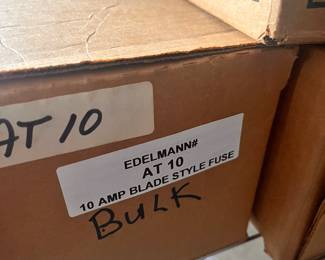 AT 10
EDELMANN#
AT 10
10 AMP BLADE STYLE FUSE
BULK